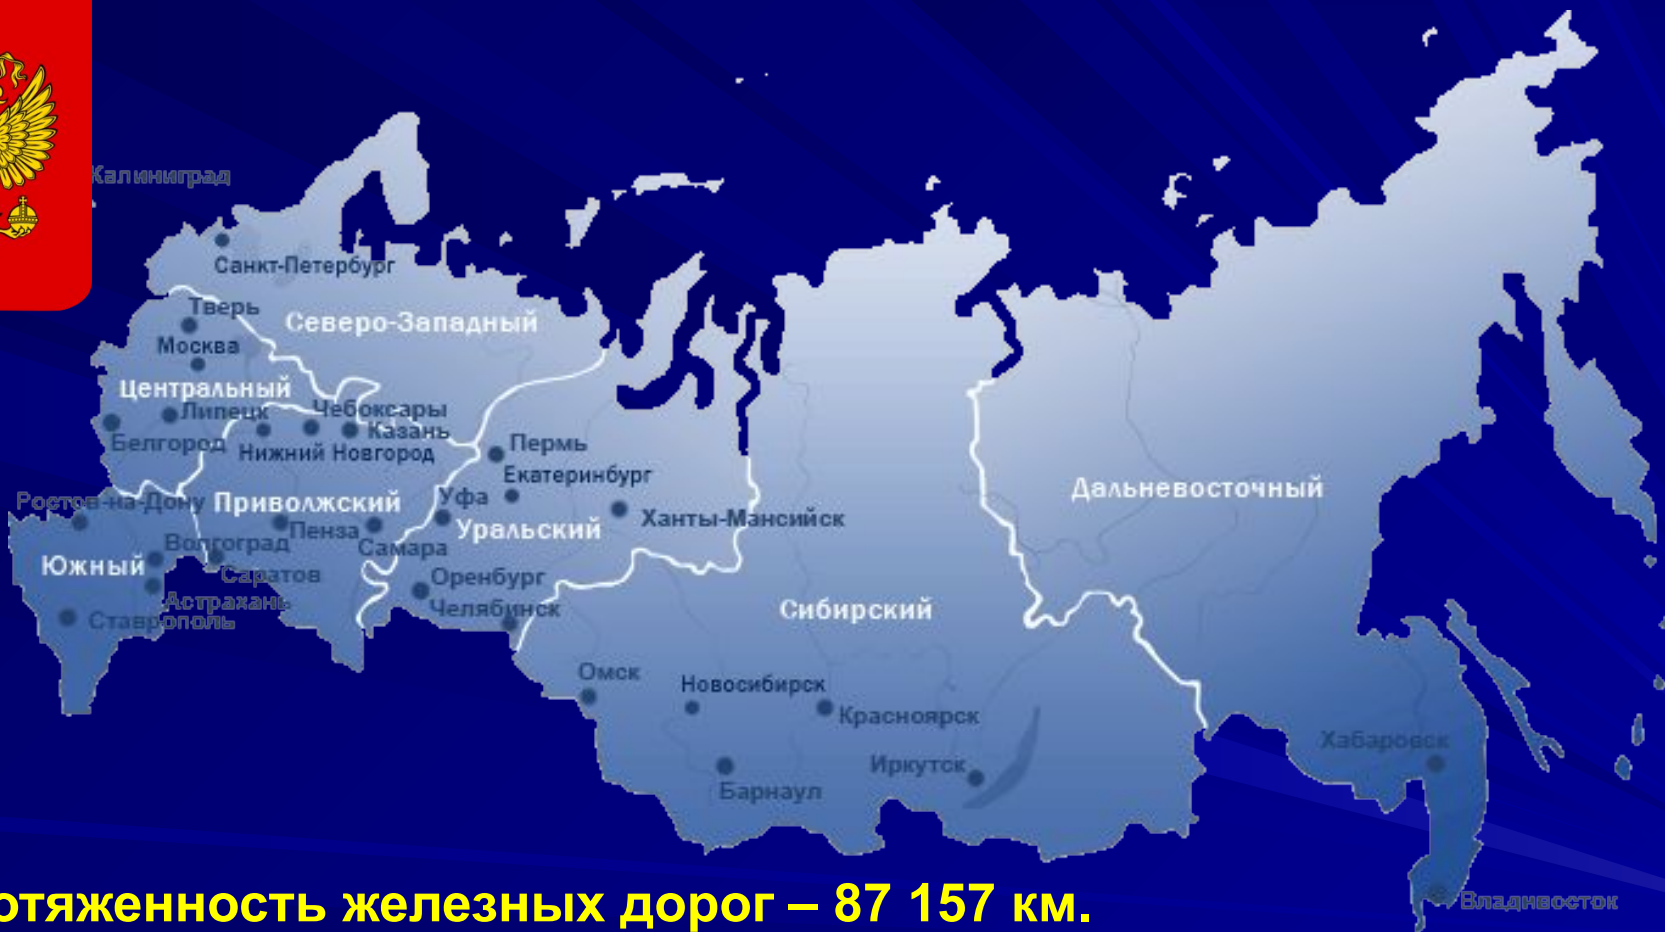 Калиниград
Санкт-Петербург
Тверь
Северо-Западный
Москва
Центральный
Липецк
Чебоксары
Казань
Белгород
Нижний Новгород
Пермь
Екатеринбург
Ростов-на-Дону
Приволжский
Уфа
Ханты-Мансийск
Дальневосточный
Пенза
Уральский
Волгоград
Самара
Южный
Саратов
Оренбург
Астрахань
Челябинск
Ставрополь
Сибирский
Омск
Новосибирск
Красноярск
Хабаровск
Иркутск
Барнаул
Владивосток
отяженность железных дорог – 87 157 км.